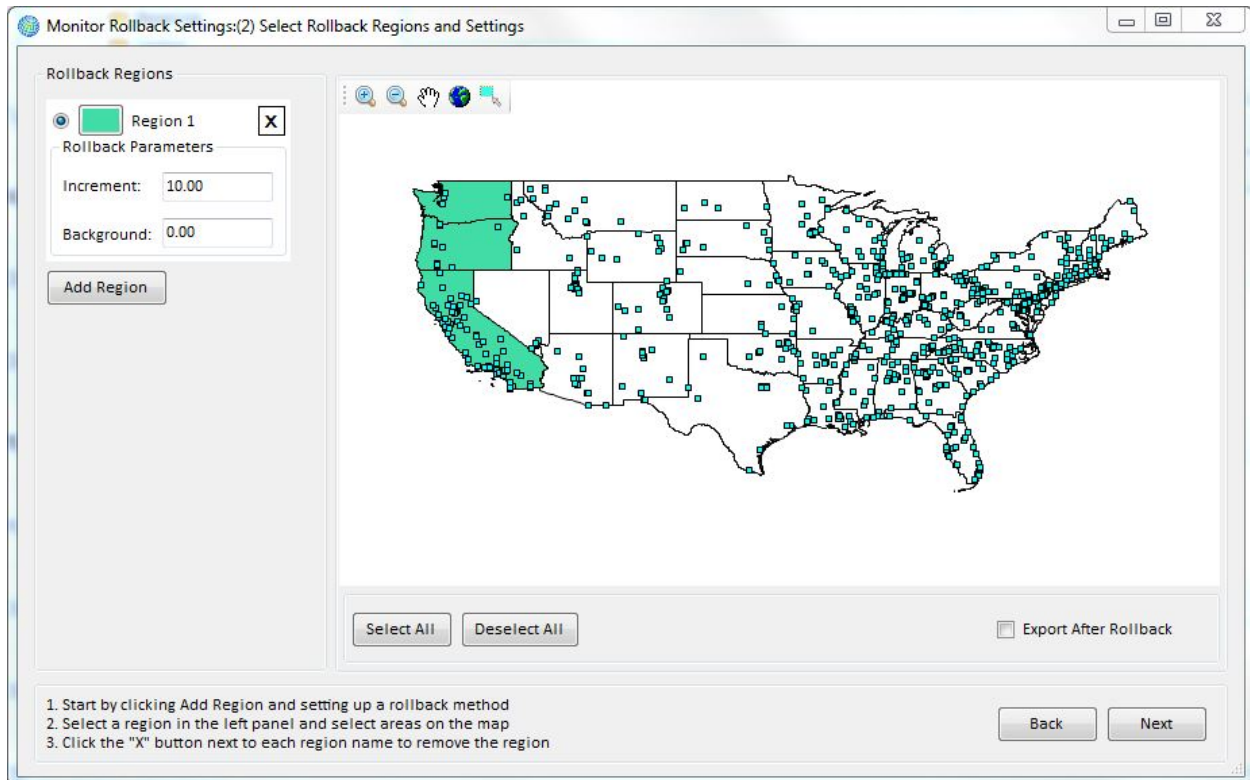 Monitor Rollback Settings:(2) Select Rollback Regions and Settings
Rollback Regions
Region 1
X
Rollback Parameters
Increment: 10.00
Background: 0.00
Add Region
Select All
Deselect All
Export After Rollback
1. Start by clicking Add Region and setting up a rollback method
2. Select a region in the left panel and select areas on the map
3. Click the "X" button next to each region name to remove the region
Back
Next